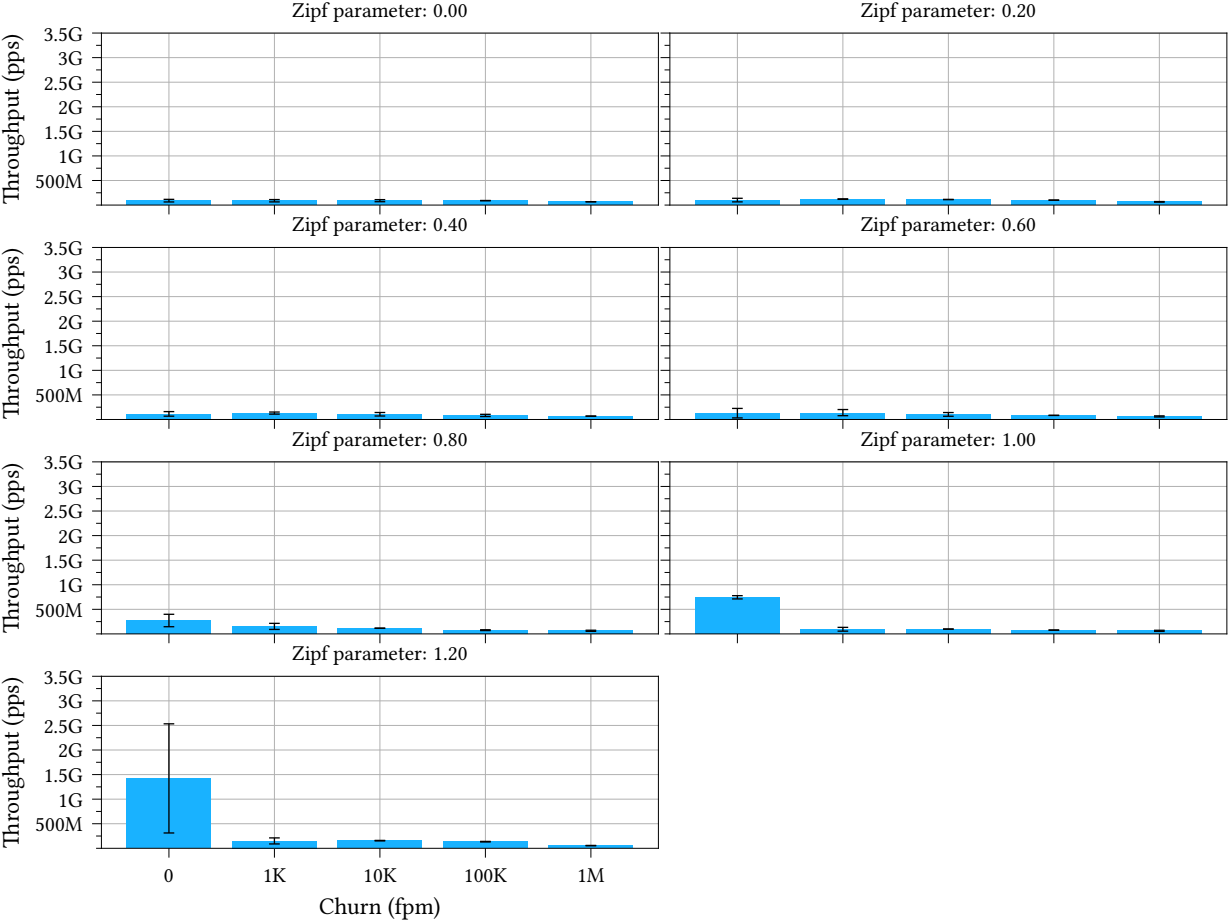 Zipf parameter: 0.00
Zipf parameter: 0.20
Throughput (pps)
3.5G
3G
2.5G
2G
1.5G
1G
500M
Zipf parameter: 0.40
Zipf parameter: 0.60
Throughput (pps)
3.5G
3G
2.5G
2G
1.5G
1G
500M
Zipf parameter: 0.80
Zipf parameter: 1.00
Throughput (pps)
3.5G
3G
2.5G
2G
1.5G
1G
500M
Zipf parameter: 1.20
Throughput (pps)
3.5G
3G
2.5G
2G
1.5G
1G
500M
0 1K 10K 100K 1M
Churn (fpm)